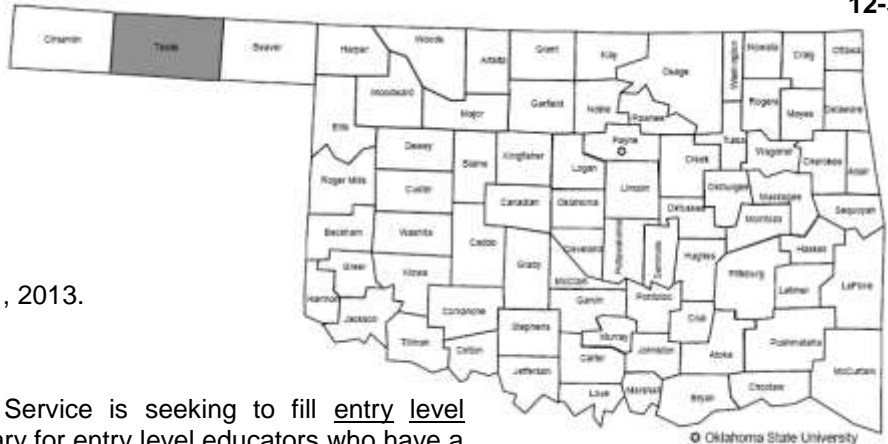 12-
Cimarron Texas Beaver Harper Woods Alfalfa Grant Kay Osage Washington Nowata Craig Ottawa
Woodward Major Garfield Noble Pawnee Rogers Mayes Delaware
Ellis Dewey Blaine Kingfisher Logan Payne Creek Tulsa Wagoner Cherokee Adair
Roger Mills Custer Canadian Oklahoma Lincoln Okfuskee Okmulgee Muskogee McIntosh Sequoyah
Beckham Washita Caddo Grady Cleveland Pottawatomie Seminole Hughes Pittsburg Haskell
Greer Kiowa McClain Latimer LeFlore
, 2013.
Harmon Jackson Comanche Garvin Pontotoc Coal
Tillman Cotton Stephens Murray Johnston Atoka Pushmataha
Jefferson Carter Love Marshall Bryan Choctaw McCurtain
Service is seeking to fill entry level
ary for entry level educators who have a
Oklahoma State University